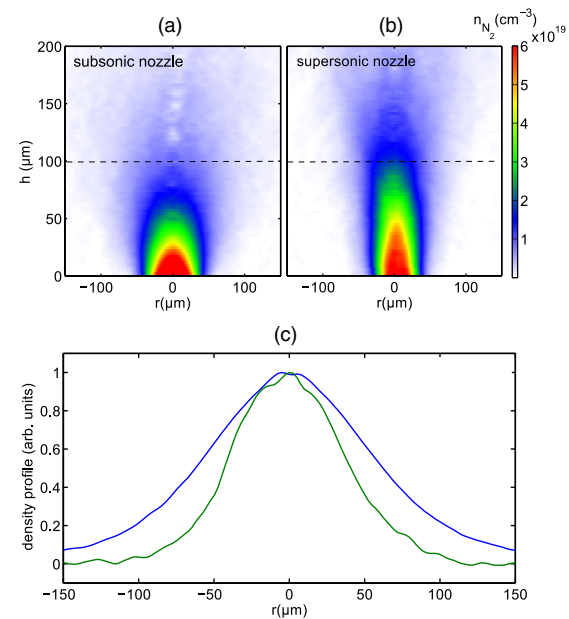 (a)
(b)
n_N₂(cm⁻³)
×10¹⁹
subsonic nozzle
supersonic nozzle
200
150
100
50
0
h (μm)
−100 0 100
r(μm)
−100 0 100
r(μm)
6
5
4
3
2
1
(c)
1
0.8
0.6
0.4
0.2
0
density profile (arb. units)
−150 −100 −50 0 50 100 150
r(μm)